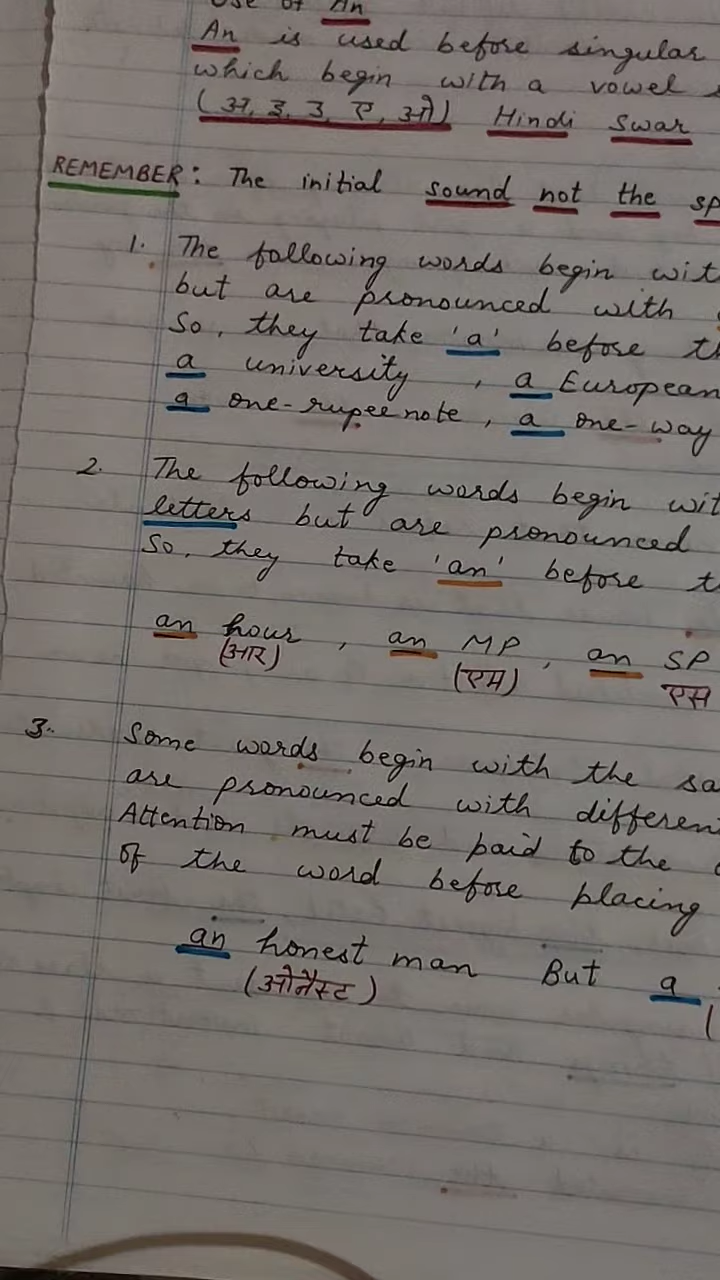 Use of An
An is used before singular
which begin with a vowel
(अ, इ, उ, ए, ओ) Hindi Swar
REMEMBER: The initial sound not the sp
1. The following words begin wit
but are pronounced with
So, they take 'a' before th
a university, a European
a one-rupee note, a one-way
2. The following words begin wit
letters but are pronounced
So, they take 'an' before t
an hour, an MP, an SP
(आर) (एम) एस
3. Some words begin with the sa
are pronounced with differen
Attention must be paid to the
of the word before placing
an honest man But a
(ओनैस्ट) (